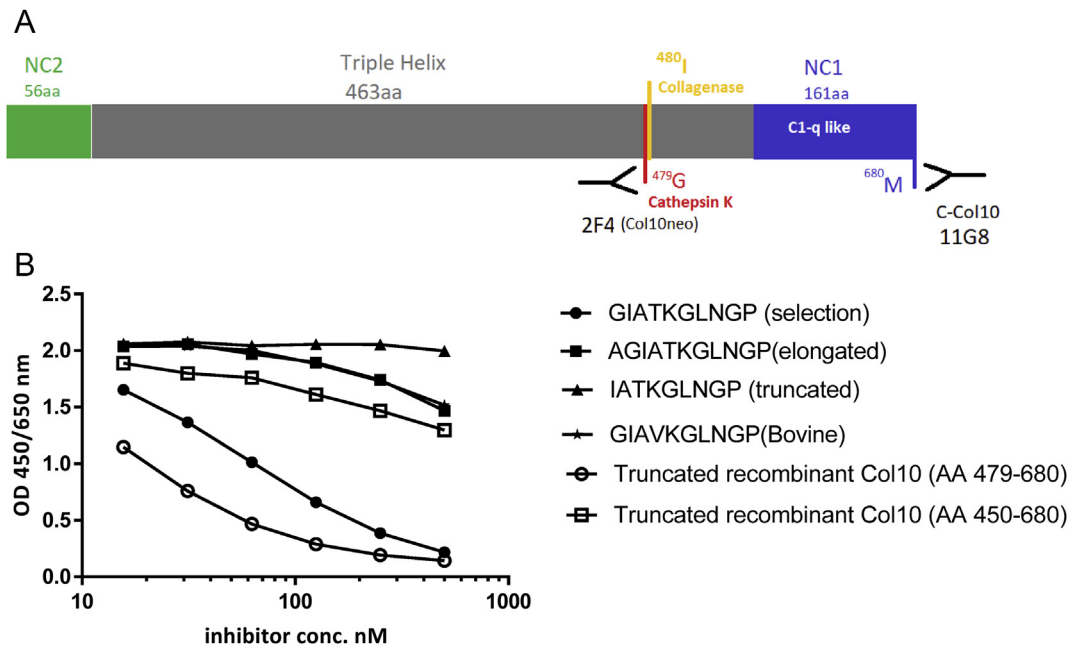 A
NC2
56aa
Triple Helix
463aa
480I
Collagenase
NC1
161aa
C1-q like
479G
Cathepsin K
680M
2F4 (Col10neo)
C-Col10
11G8
B
2.5
2.0
1.5
1.0
0.5
0.0
OD 450/650 nm
10
100
1000
inhibitor conc. nM
GIATKGLNGP (selection)
AGIATKGLNGP(elongated)
IATKGLNGP (truncated)
GIAVKGLNGP(Bovine)
Truncated recombinant Col10 (AA 479-680)
Truncated recombinant Col10 (AA 450-680)